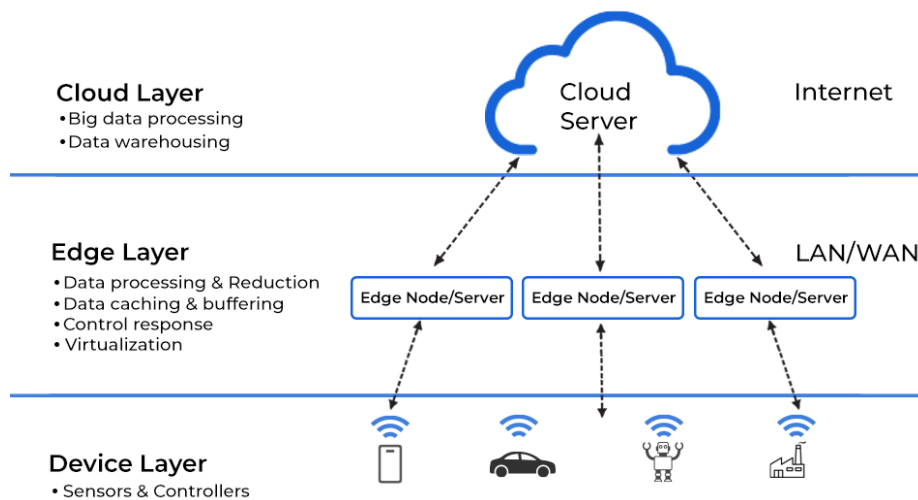 Cloud Layer
• Big data processing
• Data warehousing
Cloud
Server
Internet
Edge Layer
• Data processing & Reduction
• Data caching & buffering
• Control response
• Virtualization
LAN/WAN
Edge Node/Server
Edge Node/Server
Edge Node/Server
Device Layer
• Sensors & Controllers